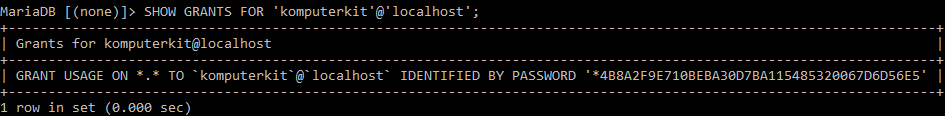 MariaDB [(none)]> SHOW GRANTS FOR 'komputerkit'@'localhost';
+---------------------------------------------------------------------------------------------------------------------+
| Grants for komputerkit@localhost |
+---------------------------------------------------------------------------------------------------------------------+
| GRANT USAGE ON *.* TO `komputerkit`@`localhost` IDENTIFIED BY PASSWORD '*4B8A2F9E710BEBA30D7BA115485320067D6D56E5' |
+---------------------------------------------------------------------------------------------------------------------+
1 row in set (0.000 sec)